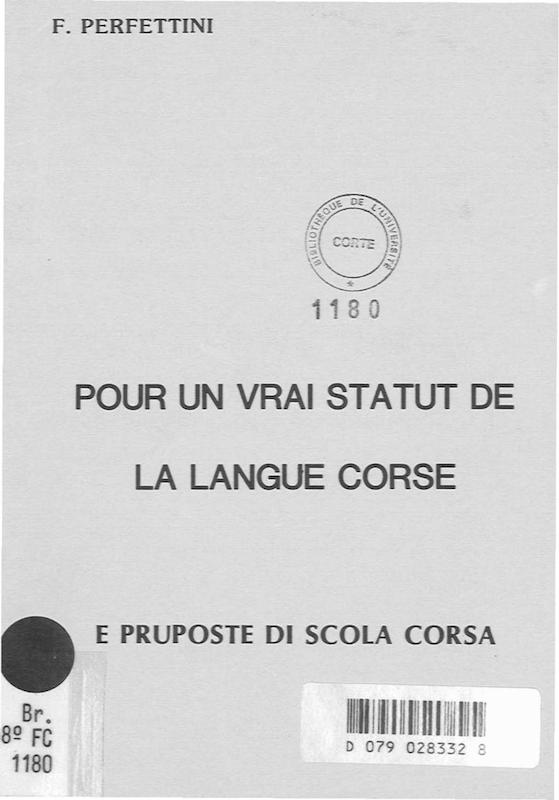 F. PERFETTINI
BIBLIOTHÈQUE DE L'UNIVERSITÉ
CORTE
*
1180
POUR UN VRAI STATUT DE
LA LANGUE CORSE
E PRUPOSTE DI SCOLA CORSA
Br.
8º FC
1180
D 079 028332 8